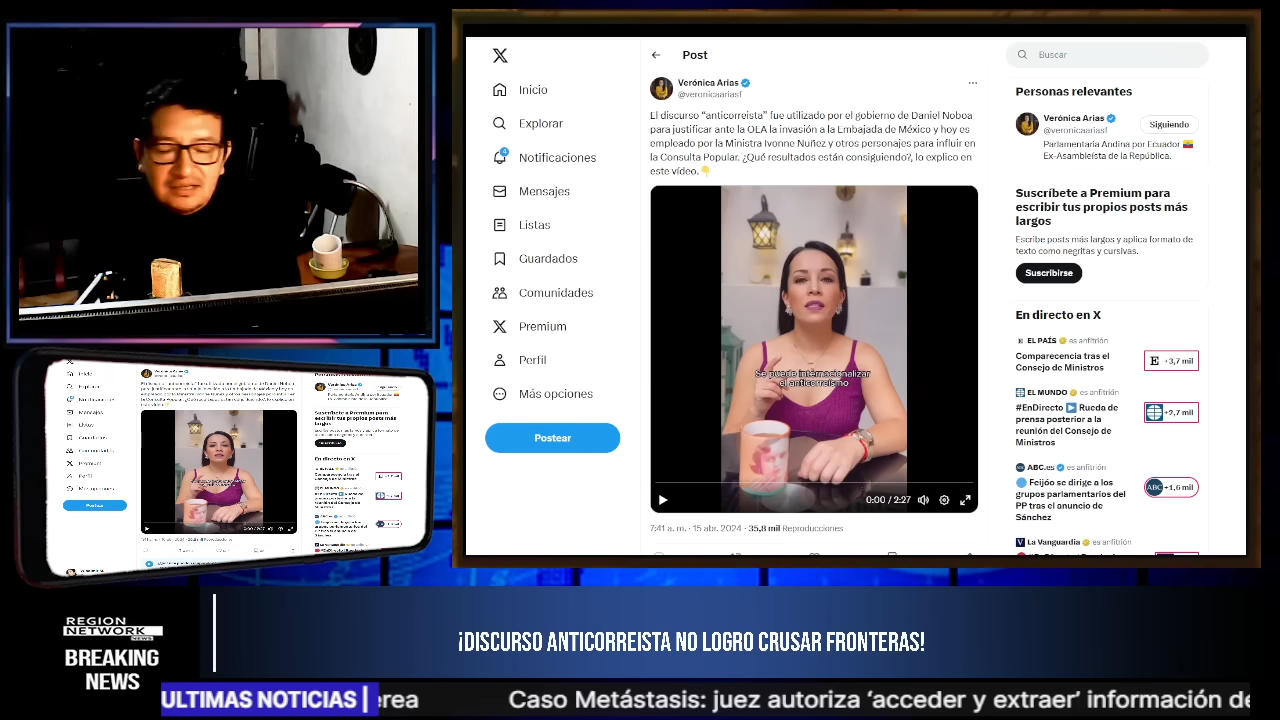 Inicio
Explorar
4
Notificaciones
Mensajes
Listas
Guardados
Comunidades
Premium
Perfil
Más opciones
Postear
Post
Verónica Arias
@veronicaariasf
El discurso “anticorreista” fue utilizado por el gobierno de Daniel Noboa
para justificar ante la OEA la invasión a la Embajada de México y hoy es
empleado por la Ministra Ivonne Nuñez y otros personajes para influir en
la Consulta Popular. ¿Qué resultados están consiguiendo?, lo explico en
este vídeo.👇
Se puede internacionalizar
el anticorreísmo
0:00 / 2:27
7:41 a. m. · 15 abr. 2024 · 35,8 mil Reproducciones
Buscar
Personas relevantes
Verónica Arias
@veronicaariasf
Siguiendo
Parlamentaria Andina por Ecuador 🇪🇨
Ex-Asambleísta de la República.
Suscríbete a Premium para
escribir tus propios posts más
largos
Escribe posts más largos y aplica formato de
texto como negritas y cursivas.
Suscribirse
En directo en X
EL PAÍS es anfitrión
Comparecencia tras el
Consejo de Ministros
E +3,7 mil
EL MUNDO es anfitrión
#EnDirecto ▶️ Rueda de
prensa posterior a la
reunión del Consejo de
Ministros
+2,7 mil
ABC.es es anfitrión
🔵 Feijóo se dirige a los
grupos parlamentarios del
PP tras el anuncio de
Sánchez
ABC +1,6 mil
La Vanguardia es anfitrión
REGION
NETWORK
NEWS
BREAKING
NEWS
¡DISCURSO ANTICORREISTA NO LOGRO CRUSAR FRONTERAS!
ULTIMAS NOTICIAS | erea Caso Metástasis: juez autoriza ‘acceder y extraer’ información de